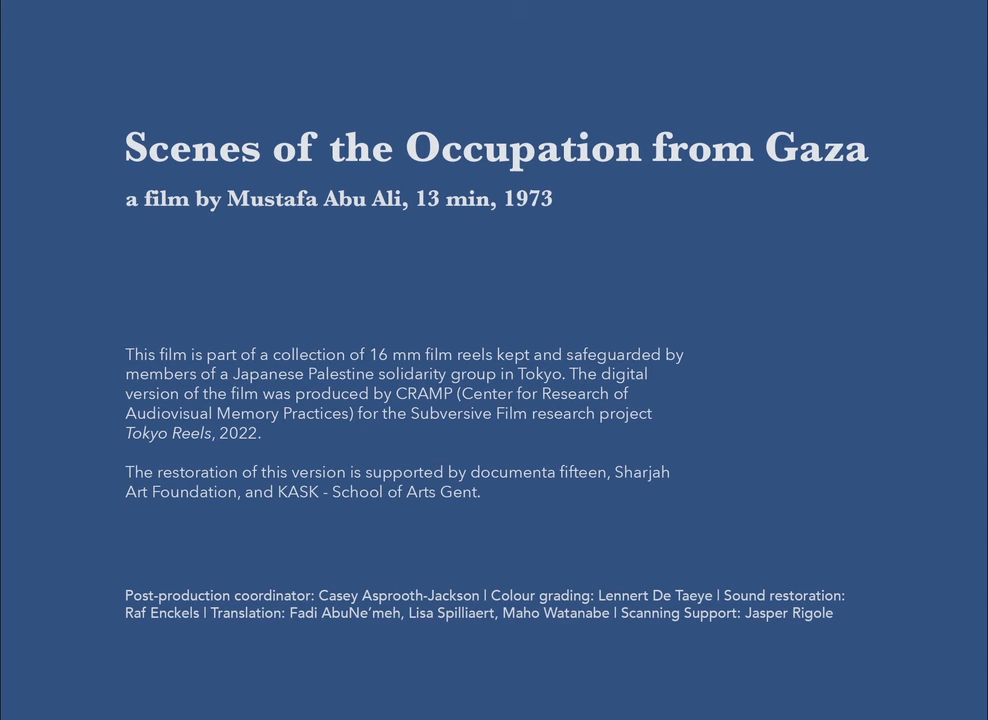 Scenes of the Occupation from Gaza
a film by Mustafa Abu Ali, 13 min, 1973
This film is part of a collection of 16 mm film reels kept and safeguarded by
members of a Japanese Palestine solidarity group in Tokyo. The digital
version of the film was produced by CRAMP (Center for Research of
Audiovisual Memory Practices) for the Subversive Film research project
Tokyo Reels, 2022.
The restoration of this version is supported by documenta fifteen, Sharjah
Art Foundation, and KASK - School of Arts Gent.
Post-production coordinator: Casey Asprooth-Jackson | Colour grading: Lennert De Taeye | Sound restoration:
Raf Enckels | Translation: Fadi AbuNe’meh, Lisa Spilliaert, Maho Watanabe | Scanning Support: Jasper Rigole